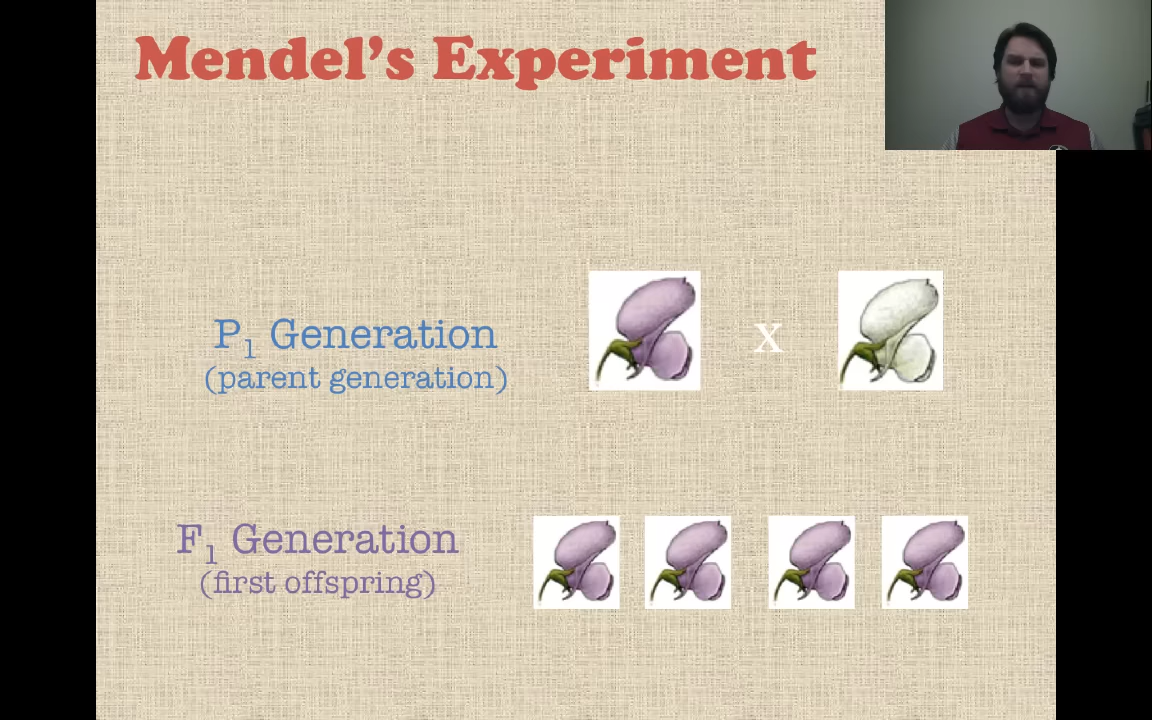 Mendel's Experiment
P₁ Generation
(parent generation)
X
F₁ Generation
(first offspring)